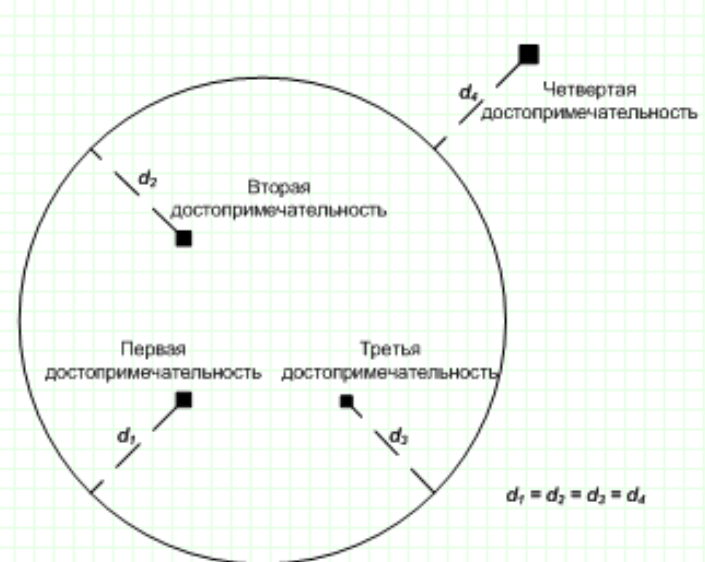 d₄
Четвертая
достопримечательность
d₂
Вторая
достопримечательность
Первая
достопримечательность
Третья
достопримечательность
d₁
d₃
d₁ = d₂ = d₃ = d₄